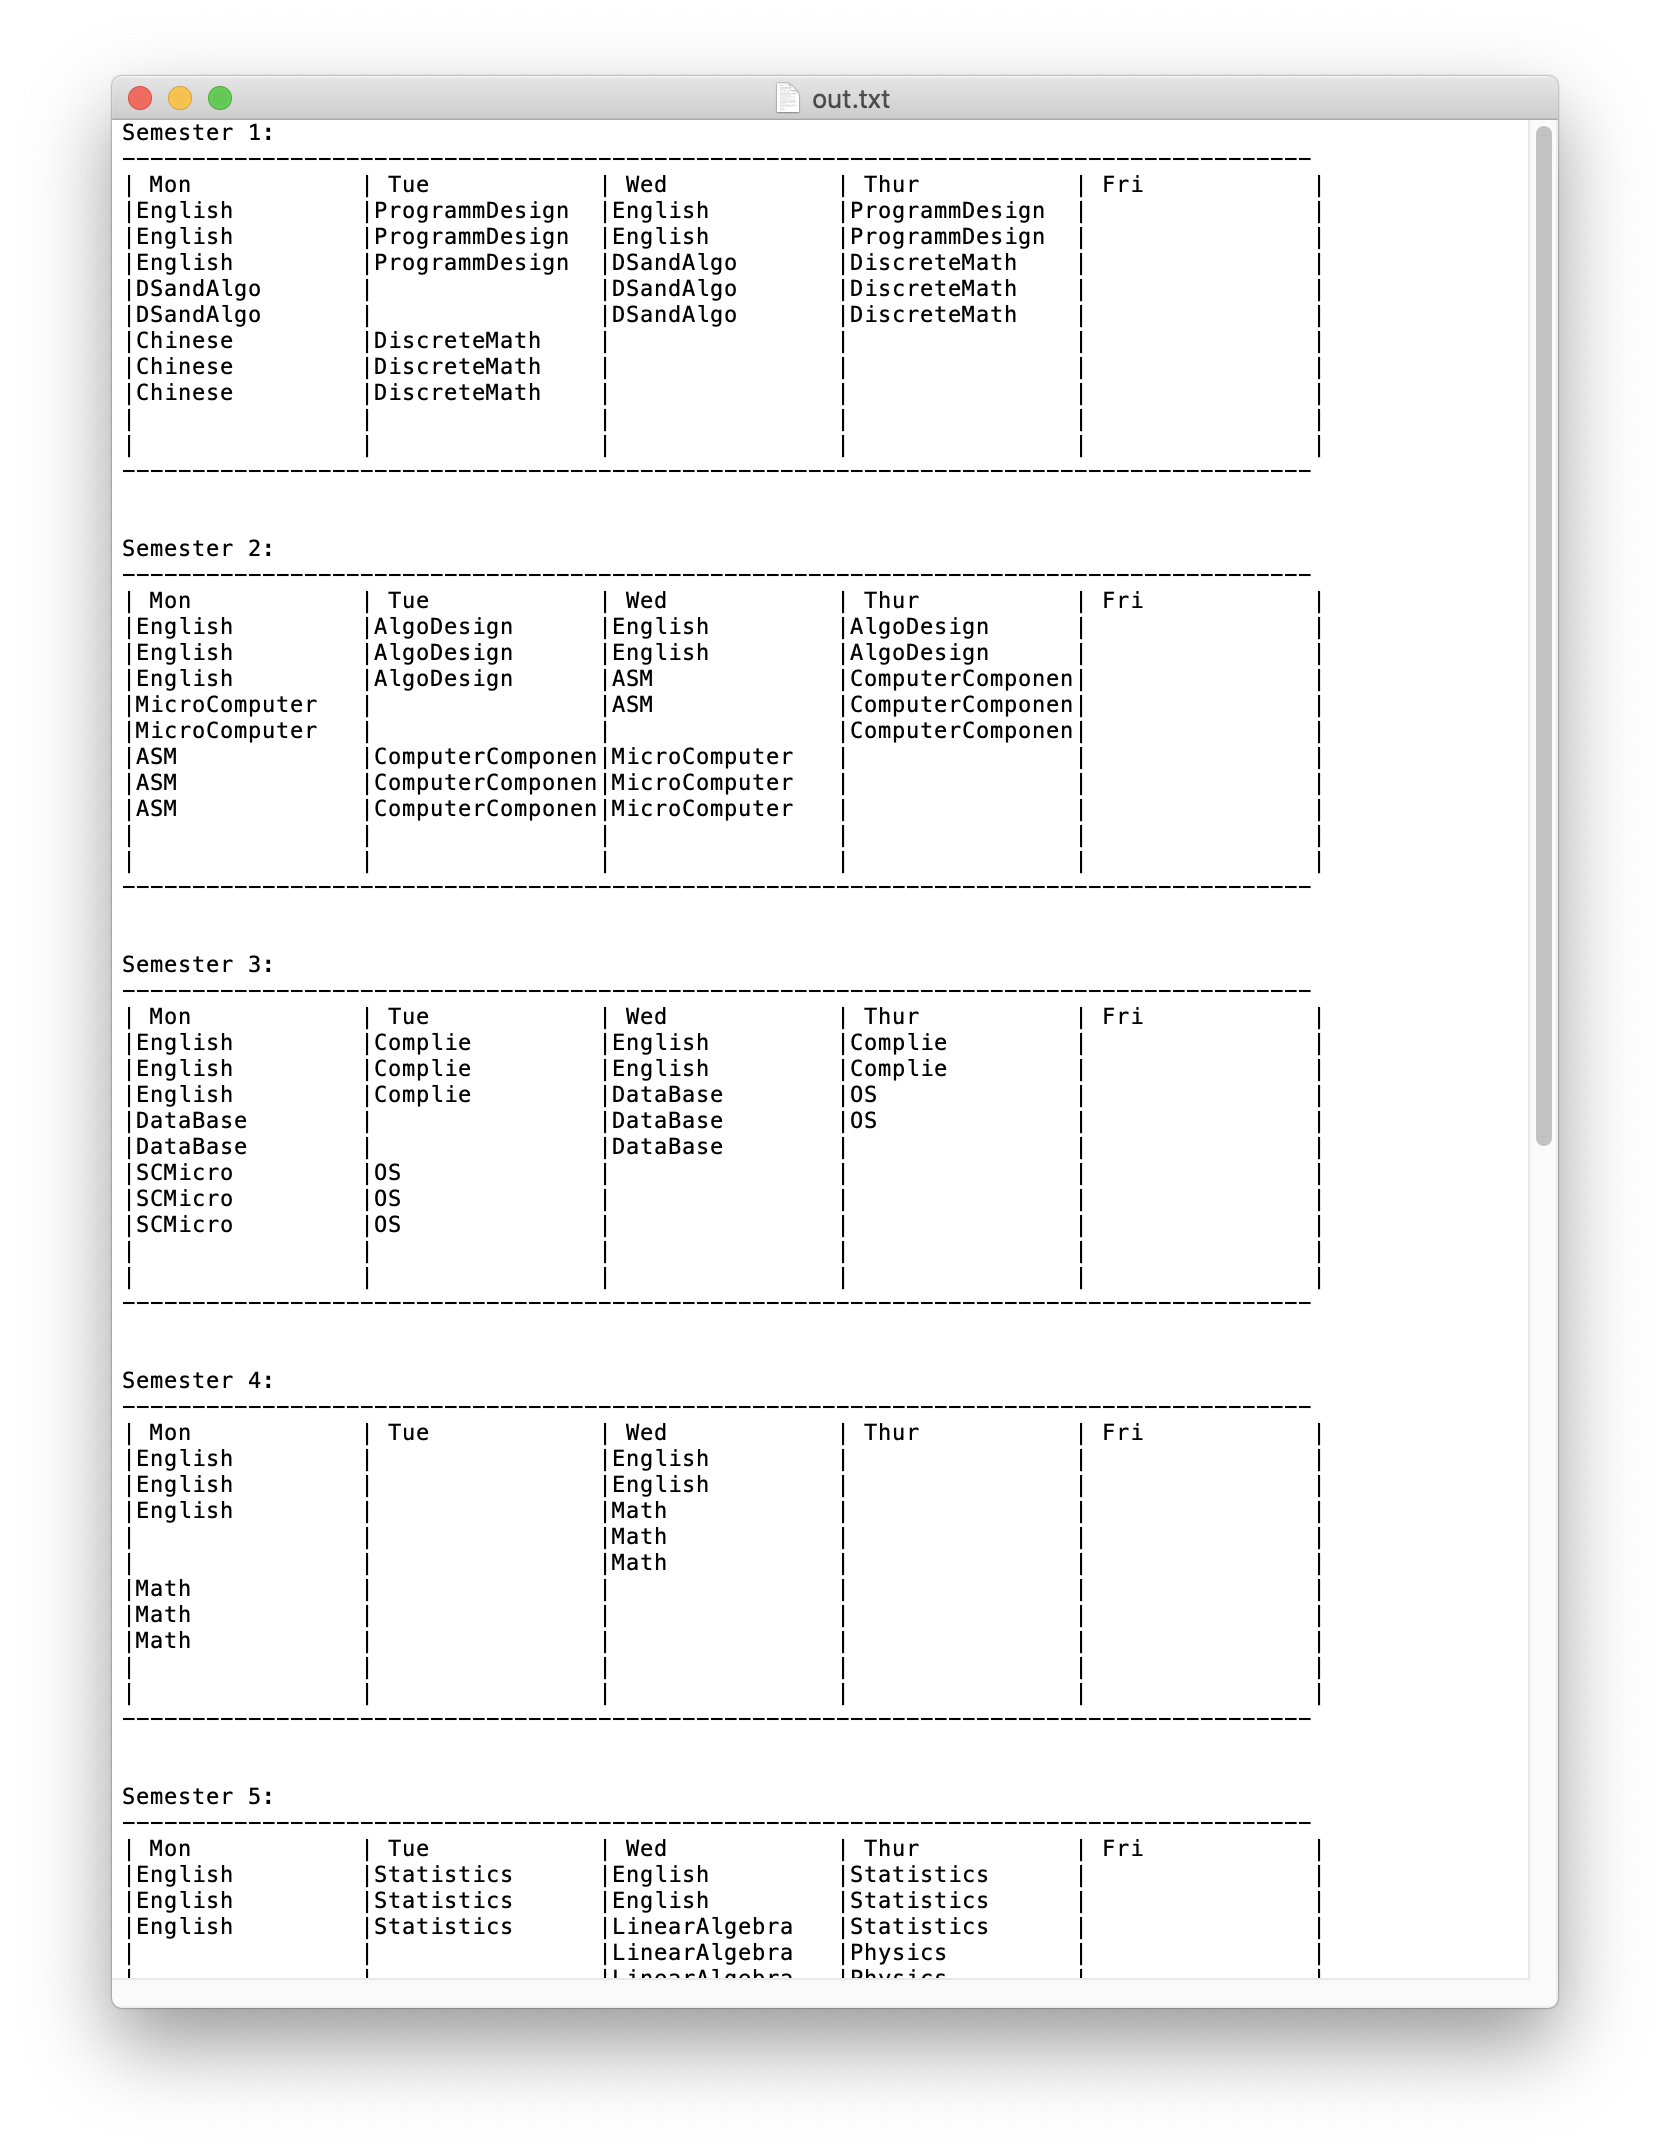 out.txt
Semester 1:
-------------------------------------------------------------------------------------
| Mon            | Tue            | Wed            | Thur           | Fri            |
|English         |ProgrammDesign  |English         |ProgrammDesign  |                |
|English         |ProgrammDesign  |English         |ProgrammDesign  |                |
|English         |ProgrammDesign  |DSandAlgo       |DiscreteMath    |                |
|DSandAlgo       |                |DSandAlgo       |DiscreteMath    |                |
|DSandAlgo       |                |DSandAlgo       |DiscreteMath    |                |
|Chinese         |DiscreteMath    |                |                |                |
|Chinese         |DiscreteMath    |                |                |                |
|Chinese         |DiscreteMath    |                |                |                |
|                |                |                |                |                |
|                |                |                |                |                |
-------------------------------------------------------------------------------------
Semester 2:
-------------------------------------------------------------------------------------
| Mon            | Tue            | Wed            | Thur           | Fri            |
|English         |AlgoDesign      |English         |AlgoDesign      |                |
|English         |AlgoDesign      |English         |AlgoDesign      |                |
|English         |AlgoDesign      |ASM             |ComputerComponen|                |
|MicroComputer   |                |ASM             |ComputerComponen|                |
|MicroComputer   |                |                |ComputerComponen|                |
|ASM             |ComputerComponen|MicroComputer   |                |                |
|ASM             |ComputerComponen|MicroComputer   |                |                |
|ASM             |ComputerComponen|MicroComputer   |                |                |
|                |                |                |                |                |
|                |                |                |                |                |
-------------------------------------------------------------------------------------
Semester 3:
-------------------------------------------------------------------------------------
| Mon            | Tue            | Wed            | Thur           | Fri            |
|English         |Complie         |English         |Complie         |                |
|English         |Complie         |English         |Complie         |                |
|English         |Complie         |DataBase        |OS              |                |
|DataBase        |                |DataBase        |OS              |                |
|DataBase        |                |DataBase        |                |                |
|SCMicro         |OS              |                |                |                |
|SCMicro         |OS              |                |                |                |
|SCMicro         |OS              |                |                |                |
|                |                |                |                |                |
|                |                |                |                |                |
-------------------------------------------------------------------------------------
Semester 4:
-------------------------------------------------------------------------------------
| Mon            | Tue            | Wed            | Thur           | Fri            |
|English         |                |English         |                |                |
|English         |                |English         |                |                |
|English         |                |Math            |                |                |
|                |                |Math            |                |                |
|                |                |Math            |                |                |
|Math            |                |                |                |                |
|Math            |                |                |                |                |
|Math            |                |                |                |                |
|                |                |                |                |                |
|                |                |                |                |                |
-------------------------------------------------------------------------------------
Semester 5:
-------------------------------------------------------------------------------------
| Mon            | Tue            | Wed            | Thur           | Fri            |
|English         |Statistics      |English         |Statistics      |                |
|English         |Statistics      |English         |Statistics      |                |
|English         |Statistics      |LinearAlgebra   |Statistics      |                |
|                |                |LinearAlgebra   |Physics         |                |
|                |                |LinearAlgebra   |Physics         |                |